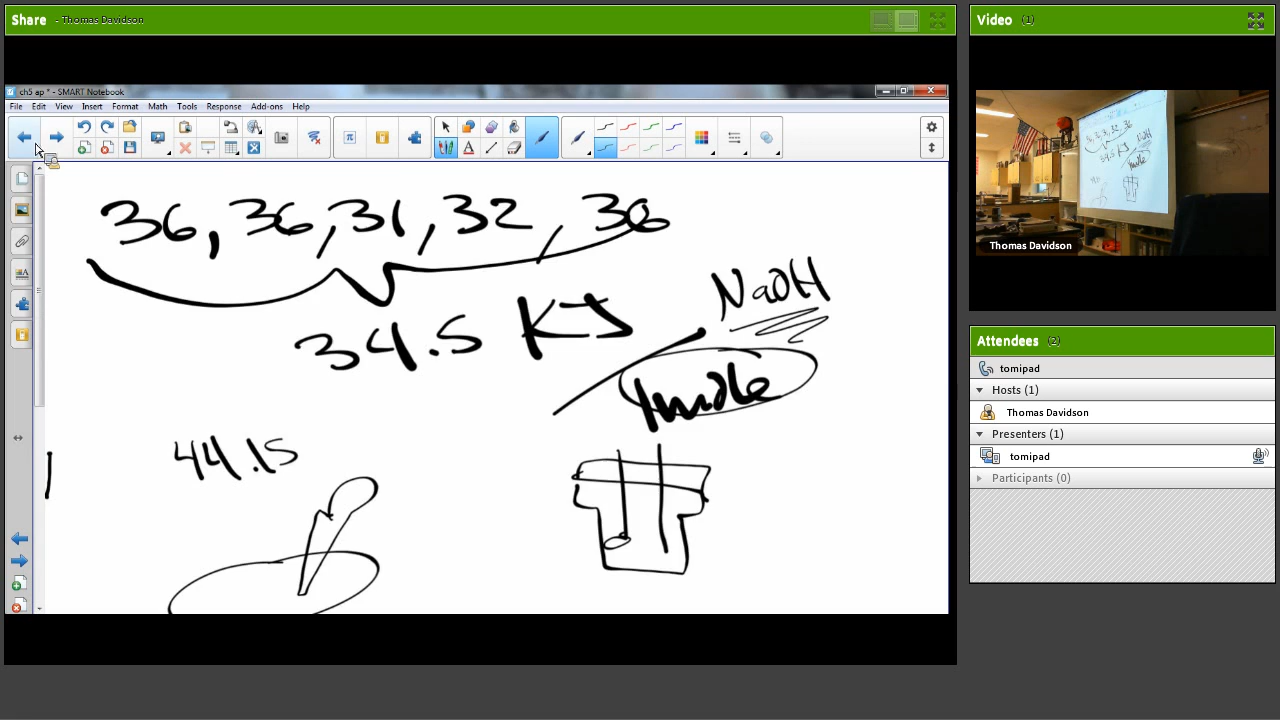 Share - Thomas Davidson
Video (1)
ch5 ap * - SMART Notebook
File Edit View Insert Format Math Tools Response Add-ons Help
36, 36, 31, 32, 36
NaOH
34.5 KJ
1 mole
44.15
Thomas Davidson
Attendees (2)
tomipad
Hosts (1)
Thomas Davidson
Presenters (1)
tomipad
Participants (0)